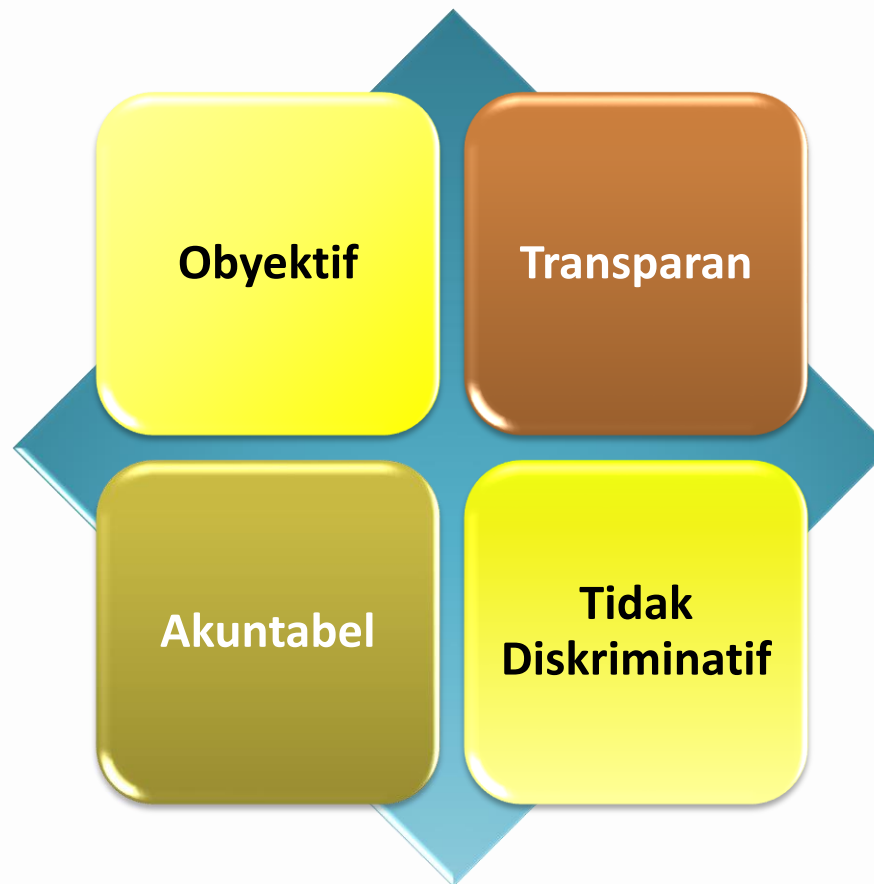 Obyektif
Transparan
Akuntabel
Tidak
Diskriminatif